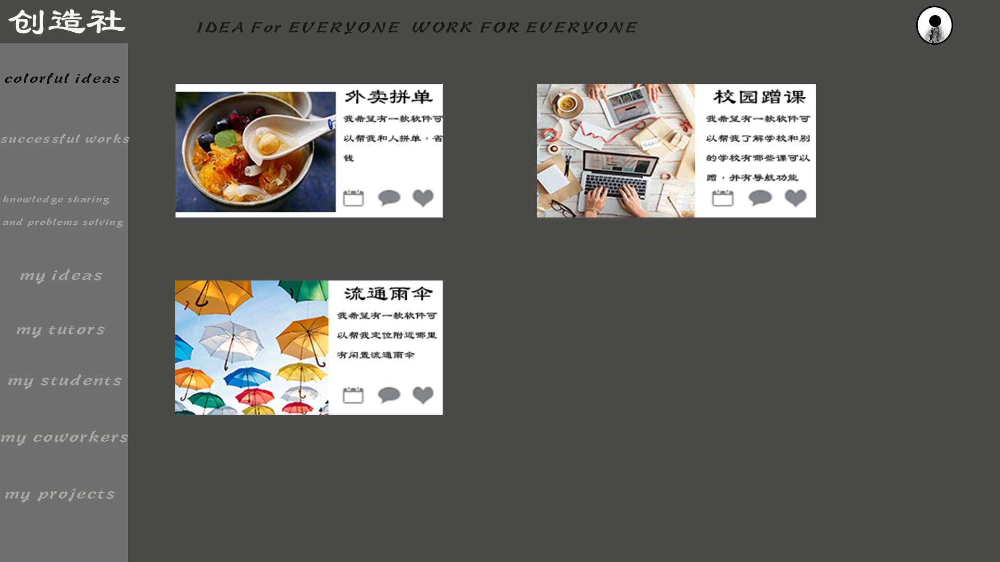 创造社
IDEA For EVERYONE WORK FOR EVERYONE
colorful ideas
successful works
knowledge sharing
and problems solving
my ideas
my tutors
my students
my coworkers
my projects
外卖拼单
我希望有一款软件可
以帮我和人拼单，省
钱
校园蹭课
我希望有一款软件可
以帮我了解学校和别
的学校有哪些课可以
蹭，并有导航功能
流通雨伞
我希望有一款软件可
以帮我定位附近哪里
有闲置流通雨伞